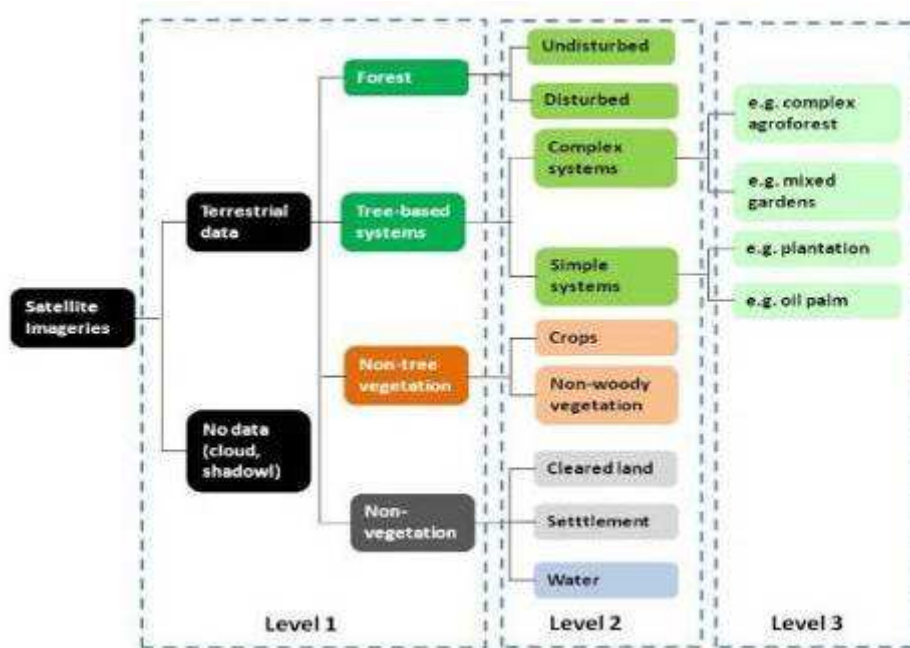 Undisturbed
Forest
Disturbed
e.g. complex
agroforest
Complex
systems
e.g. mixed
gardens
Terrestrial
data
Tree-based
systems
e.g. plantation
Simple
systems
e.g. oil palm
Satellite
Imageries
Crops
Non-tree
vegetation
Non-woody
vegetation
No data
(cloud,
shadowl)
Cleared land
Non-
vegetation
Setttlement
Water
Level 1
Level 2
Level 3